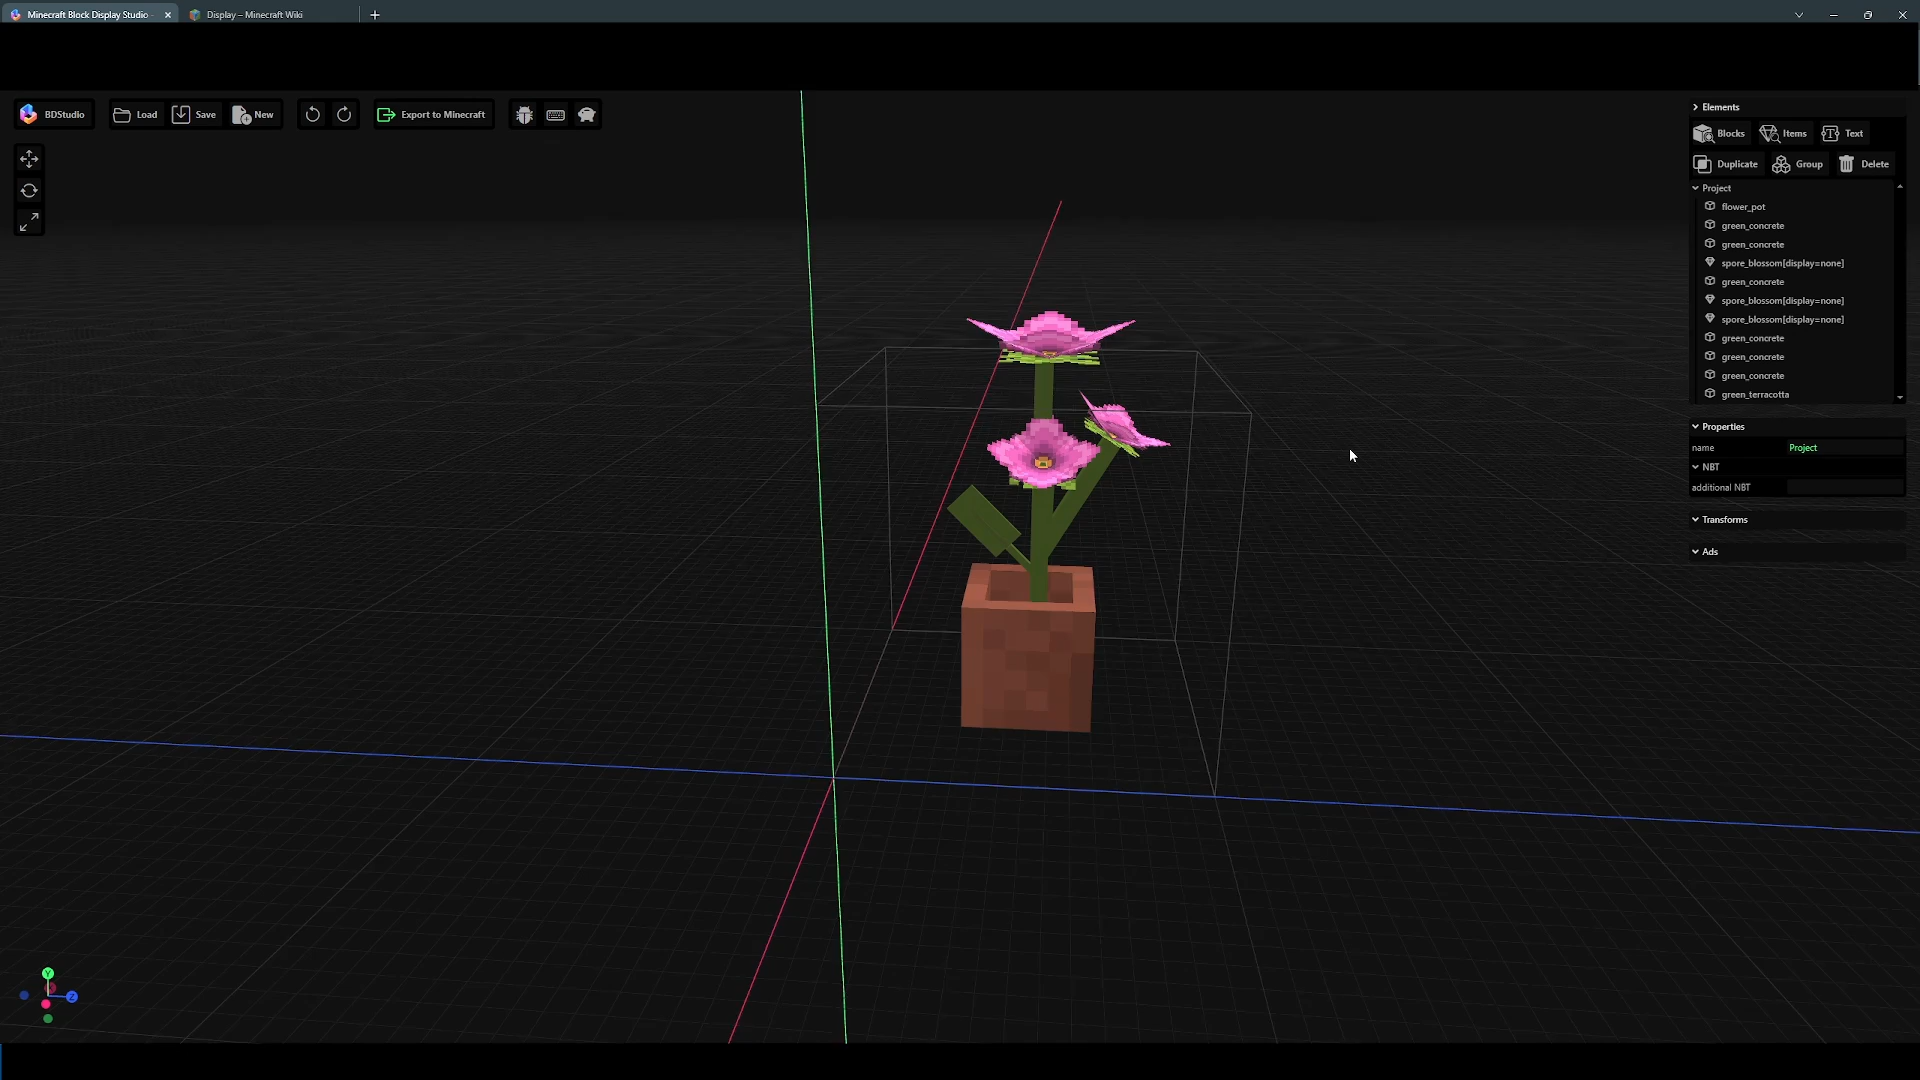 Minecraft Block Display Studio
Display – Minecraft Wiki
BDStudio
Load
Save
New
Export to Minecraft
Elements
Blocks
Items
Text
Duplicate
Group
Delete
Project
flower_pot
green_concrete
green_concrete
spore_blossom[display=none]
green_concrete
spore_blossom[display=none]
spore_blossom[display=none]
green_concrete
green_concrete
green_concrete
green_terracotta
Properties
name Project
NBT
additional NBT
Transforms
Ads
Y
Z